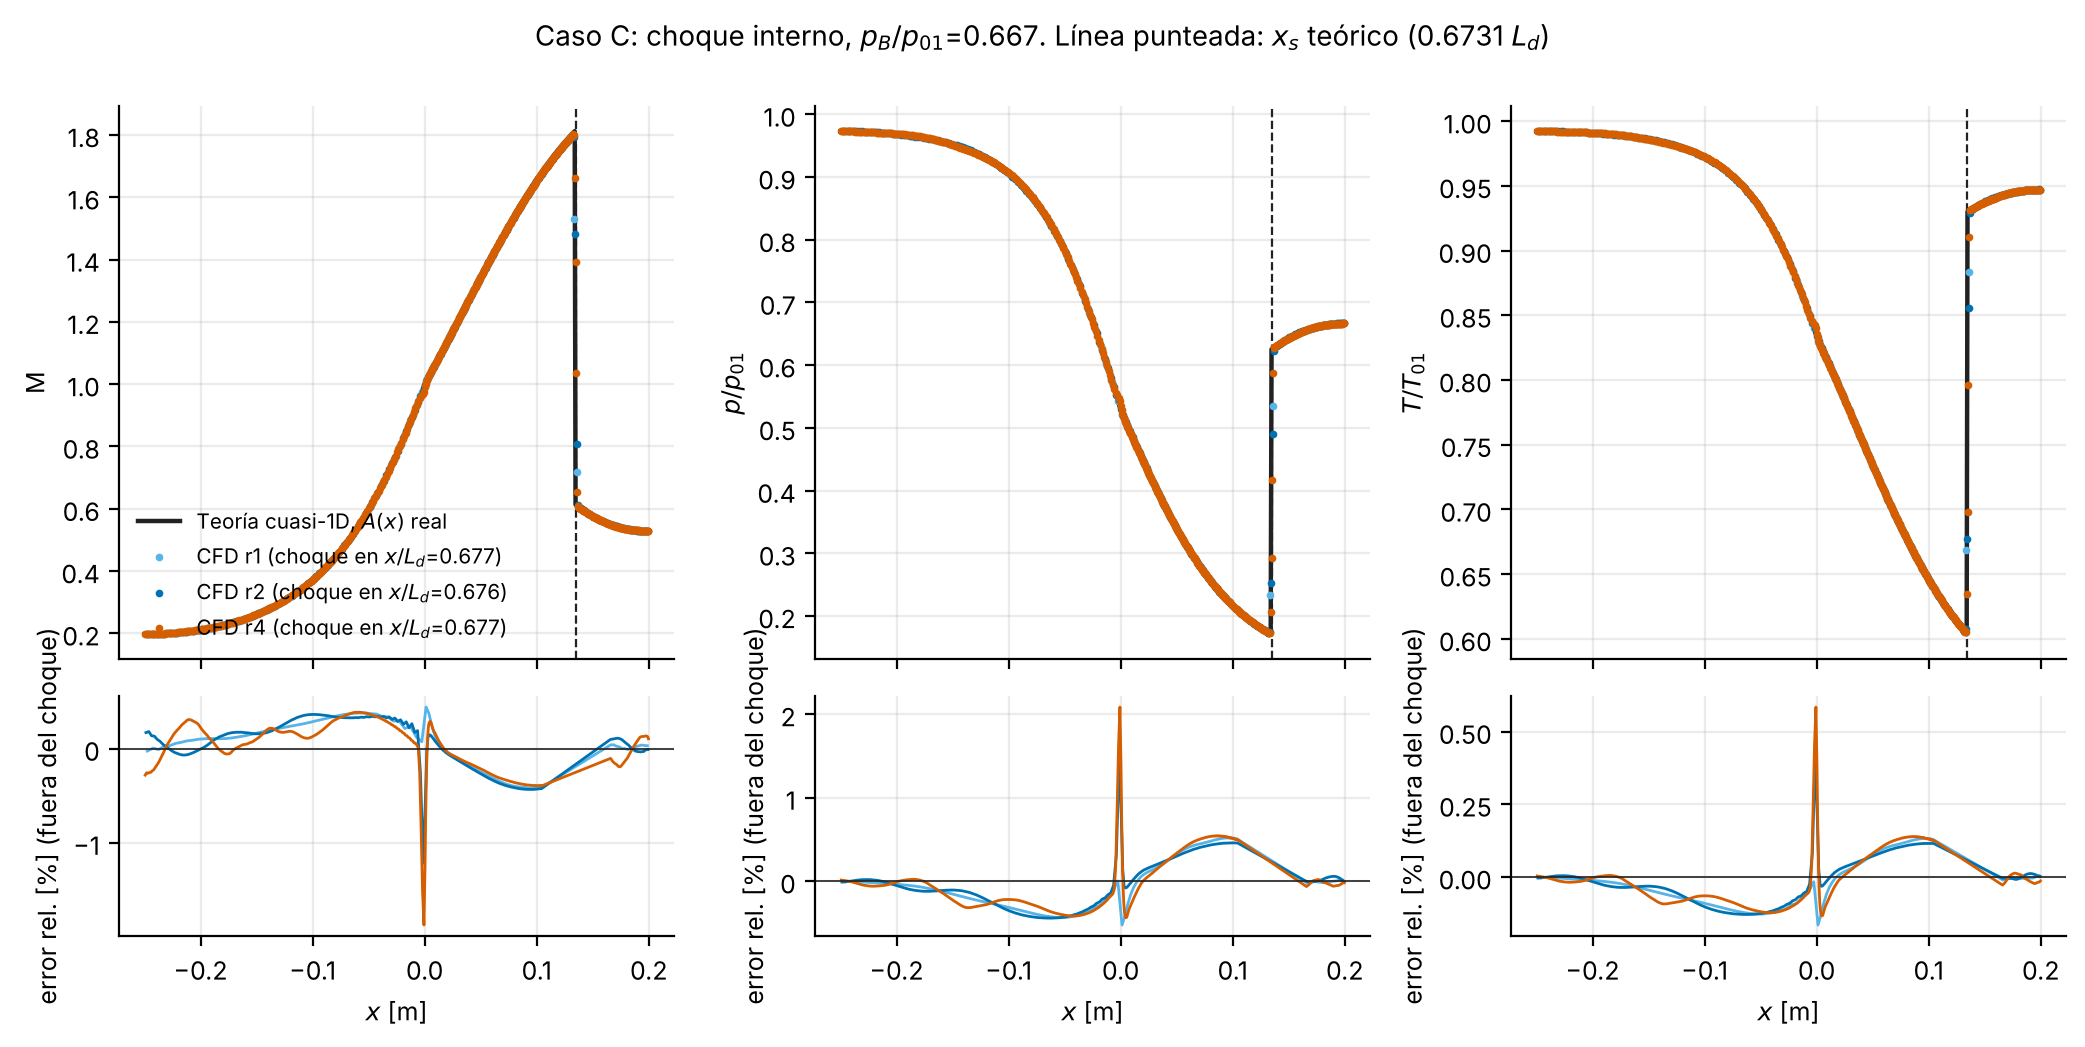 Caso C: choque interno, p_B/p_01=0.667. Línea punteada: x_s teórico (0.6731 L_d)
M
1.8
1.6
1.4
1.2
1.0
0.8
0.6
0.4
0.2
Teoría cuasi-1D, A(x) real
CFD r1 (choque en x/L_d=0.677)
CFD r2 (choque en x/L_d=0.676)
CFD r4 (choque en x/L_d=0.677)
p/p_01
1.0
0.9
0.8
0.7
0.6
0.5
0.4
0.3
0.2
T/T_01
1.00
0.95
0.90
0.85
0.80
0.75
0.70
0.65
0.60
error rel. [%] (fuera del choque)
0
−1
−0.2 −0.1 0.0 0.1 0.2
x [m]
error rel. [%] (fuera del choque)
2
1
0
−0.2 −0.1 0.0 0.1 0.2
x [m]
error rel. [%] (fuera del choque)
0.50
0.25
0.00
−0.2 −0.1 0.0 0.1 0.2
x [m]